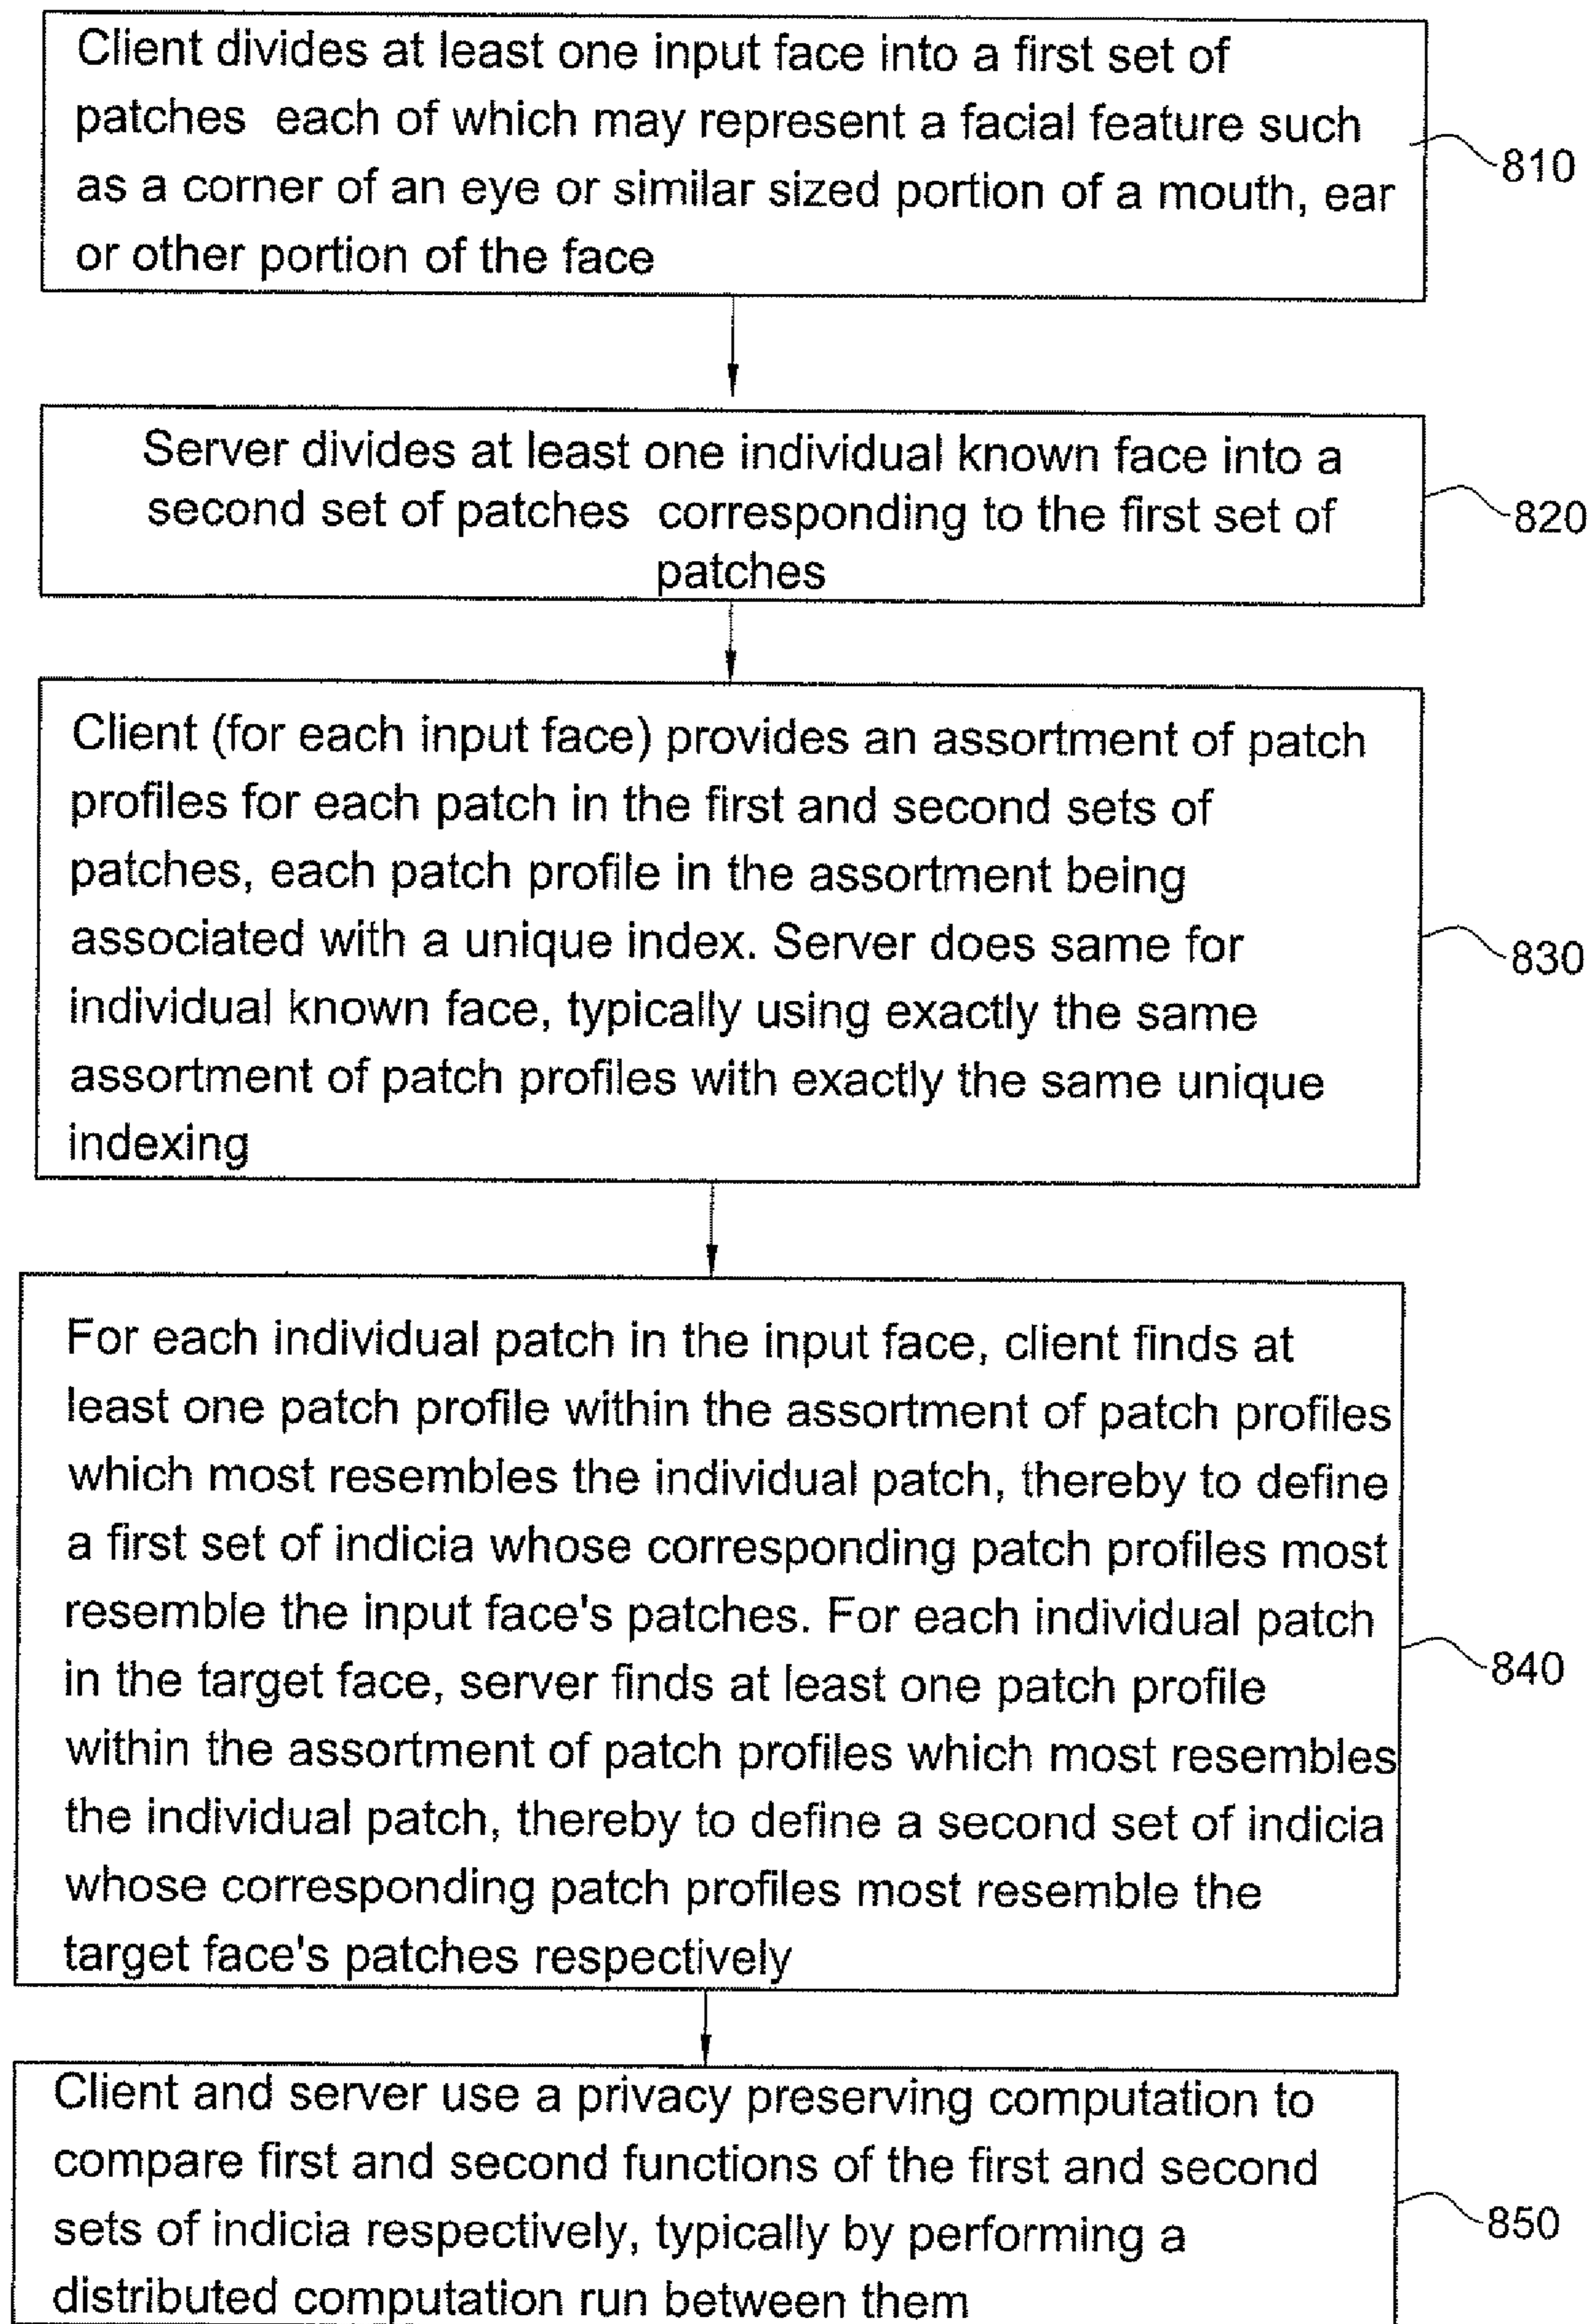 Client divides at least one input face into a first set of
patches each of which may represent a facial feature such
as a corner of an eye or similar sized portion of a mouth, ear
or other portion of the face
810
Server divides at least one individual known face into a
second set of patches corresponding to the first set of
patches
820
Client (for each input face) provides an assortment of patch
profiles for each patch in the first and second sets of
patches, each patch profile in the assortment being
associated with a unique index. Server does same for
individual known face, typically using exactly the same
assortment of patch profiles with exactly the same unique
indexing
830
For each individual patch in the input face, client finds at
least one patch profile within the assortment of patch profiles
which most resembles the individual patch, thereby to define
a first set of indicia whose corresponding patch profiles most
resemble the input face's patches. For each individual patch
in the target face, server finds at least one patch profile
within the assortment of patch profiles which most resembles
the individual patch, thereby to define a second set of indicia
whose corresponding patch profiles most resemble the
target face's patches respectively
840
Client and server use a privacy preserving computation to
compare first and second functions of the first and second
sets of indicia respectively, typically by performing a
distributed computation run between them
850